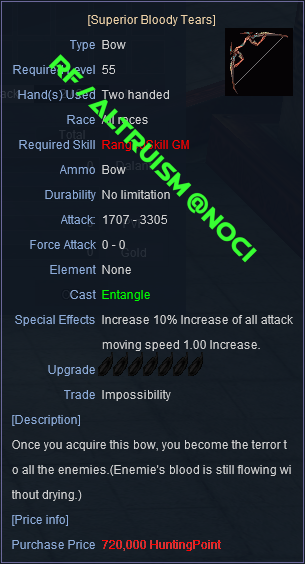 [Superior Bloody Tears]
Type Bow
Required Level 55
Hand(s) Used Two handed
Race All races
Required Skill Range Skill GM
Ammo Bow
Durability No limitation
Attack 1707 - 3305
Force Attack 0 - 0
Element None
Cast Entangle
Special Effects Increase 10% Increase of all attack
moving speed 1.00 Increase.
Upgrade
Trade Impossibility
[Description]
Once you acquire this bow, you become the terror t
o all the enemies.(Enemie's blood is still flowing wi
thout drying.)
[Price info]
Purchase Price 720,000 HuntingPoint
RF / ALTRUISM @NOCI
Total
0
Gold